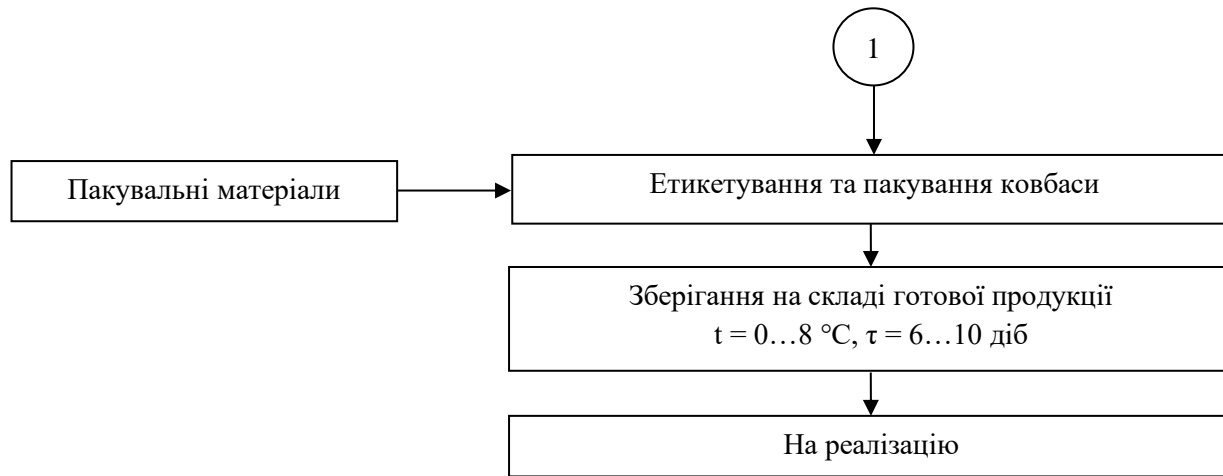 1
Пакувальні матеріали
Етикетування та пакування ковбаси
Зберігання на складі готової продукції
t = 0…8 °С, τ = 6…10 діб
На реалізацію